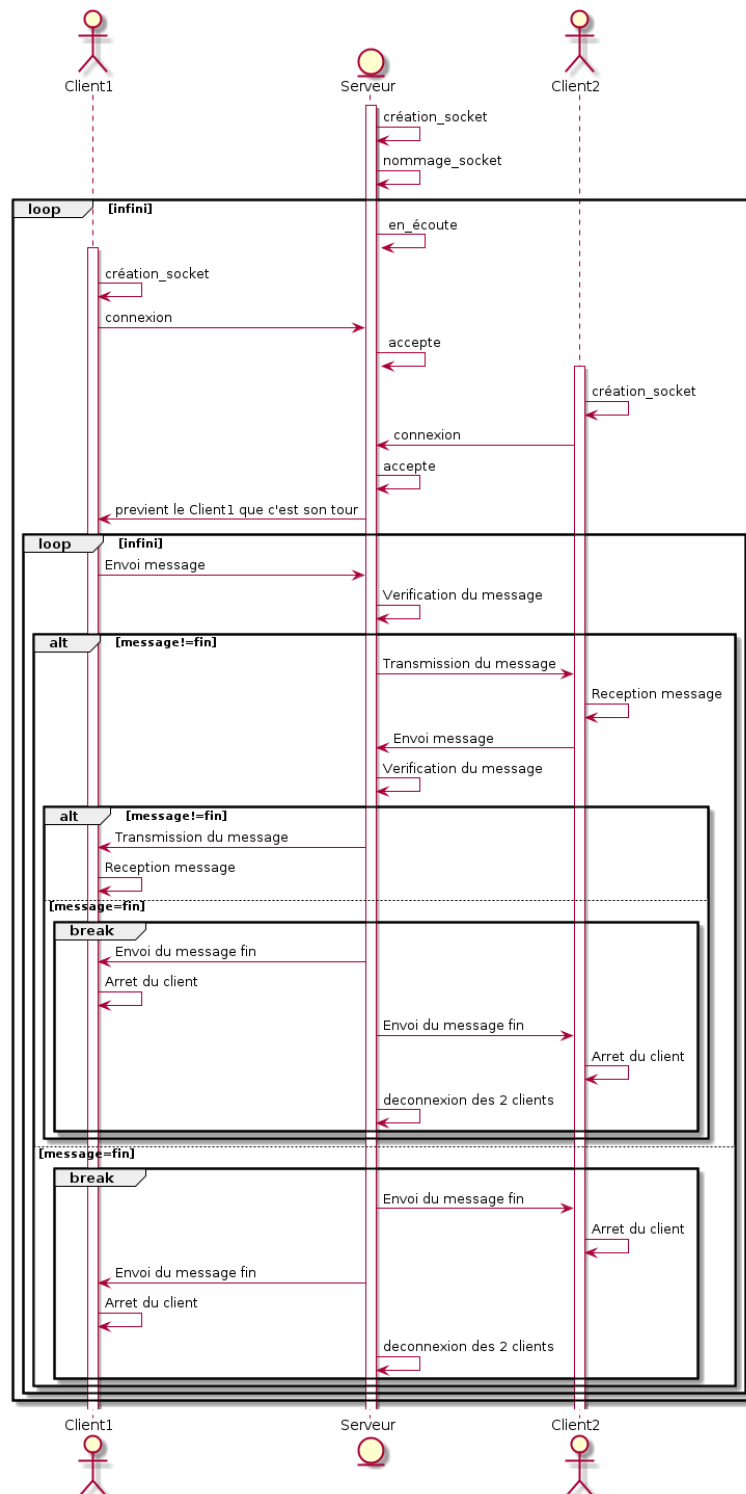 Client1
Serveur
Client2
création_socket
nommage_socket
loop [infini]
en_écoute
création_socket
connexion
accepte
création_socket
connexion
accepte
previent le Client1 que c'est son tour
loop [infini]
Envoi message
Verification du message
alt [message!=fin]
Transmission du message
Reception message
Envoi message
Verification du message
alt [message!=fin]
Transmission du message
Reception message
[message=fin]
break
Envoi du message fin
Arret du client
Envoi du message fin
Arret du client
deconnexion des 2 clients
[message=fin]
break
Envoi du message fin
Arret du client
Envoi du message fin
Arret du client
deconnexion des 2 clients
Client1
Serveur
Client2